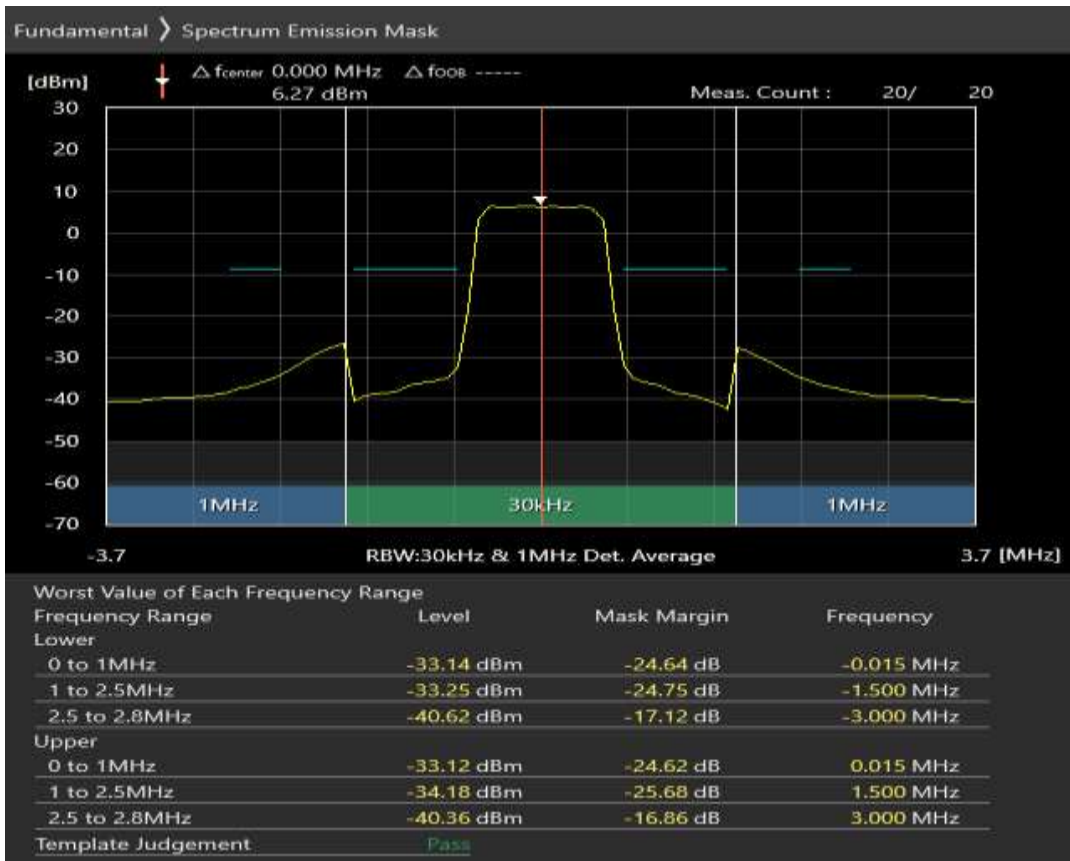 Fundamental 〉 Spectrum Emission Mask
[dBm] △ fcenter 0.000 MHz △ fOOB -----
6.27 dBm Meas. Count : 20/ 20
30
20
10
0
-10
-20
-30
-40
-50
-60
1MHz 30kHz 1MHz
-70
-3.7 RBW:30kHz & 1MHz Det. Average 3.7 [MHz]
Worst Value of Each Frequency Range
Frequency Range Level Mask Margin Frequency
Lower
0 to 1MHz -33.14 dBm -24.64 dB -0.015 MHz
1 to 2.5MHz -33.25 dBm -24.75 dB -1.500 MHz
2.5 to 2.8MHz -40.62 dBm -17.12 dB -3.000 MHz
Upper
0 to 1MHz -33.12 dBm -24.62 dB 0.015 MHz
1 to 2.5MHz -34.18 dBm -25.68 dB 1.500 MHz
2.5 to 2.8MHz -40.36 dBm -16.86 dB 3.000 MHz
Template Judgement Pass